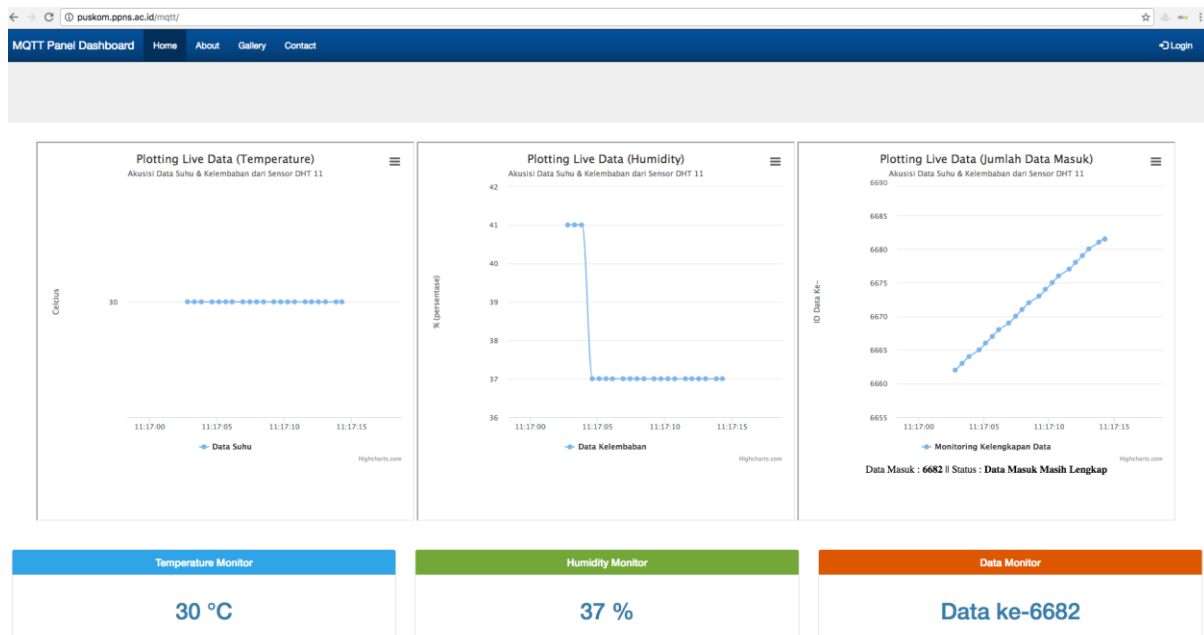 puskom.ppns.ac.id/mqtt/
MQTT Panel Dashboard Home About Gallery Contact Login
Plotting Live Data (Temperature)
Akusisi Data Suhu & Kelembaban dari Sensor DHT 11
Celcius
30
11:17:00 11:17:05 11:17:10 11:17:15
Data Suhu
Highcharts.com
Plotting Live Data (Humidity)
Akusisi Data Suhu & Kelembaban dari Sensor DHT 11
% (persentase)
42
41
40
39
38
37
36
11:17:00 11:17:05 11:17:10 11:17:15
Data Kelembaban
Highcharts.com
Plotting Live Data (Jumlah Data Masuk)
Akusisi Data Suhu & Kelembaban dari Sensor DHT 11
ID Data Ke-
6690
6685
6680
6675
6670
6665
6660
6655
11:17:00 11:17:05 11:17:10 11:17:15
Monitoring Kelengkapan Data
Highcharts.com
Data Masuk : 6682 || Status : Data Masuk Masih Lengkap
Temperature Monitor
30 °C
Humidity Monitor
37 %
Data Monitor
Data ke-6682